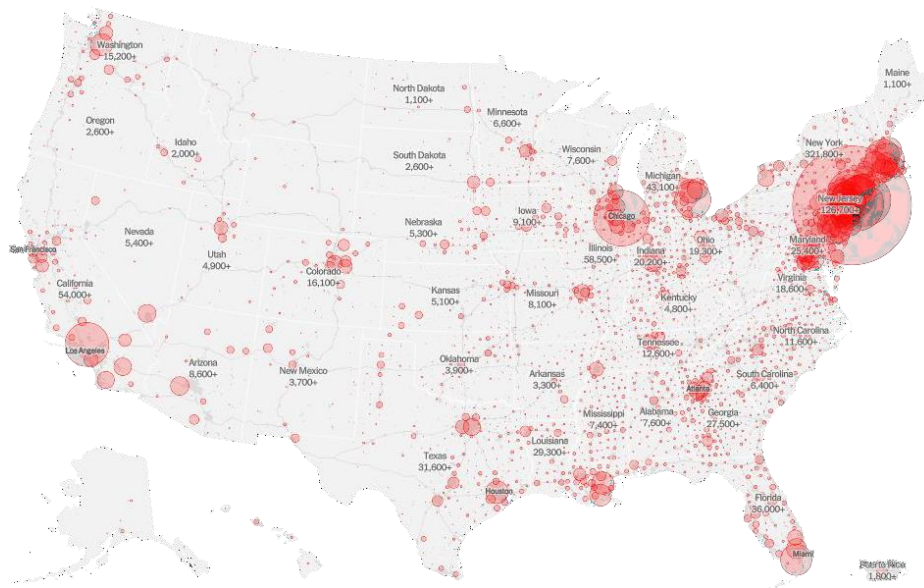 Washington
15,200+
Maine
1,100+
North Dakota
1,100+
Minnesota
6,600+
Oregon
2,600+
Idaho
2,000+
South Dakota
2,600+
Wisconsin
7,600+
Michigan
43,100+
New York
321,800+
New Jersey
Iowa
9,100+
Chicago
Nebraska
5,300+
Nevada
5,400+
Utah
4,900+
San Francisco
Colorado
16,100+
Illinois
58,500+
Indiana
20,200+
Ohio
19,300+
Maryland
25,400+
California
54,000+
Kansas
5,100+
Missouri
8,100+
Kentucky
4,800+
Virginia
18,600+
Los Angeles
Arizona
8,600+
New Mexico
3,700+
Oklahoma
3,900+
Arkansas
3,300+
Tennessee
12,600+
North Carolina
11,600+
South Carolina
6,400+
Atlanta
Mississippi
7,400+
Alabama
7,600+
Georgia
27,500+
Texas
31,600+
Louisiana
29,300+
Houston
Florida
36,000+
Miami
Puerto Rico
1,800+